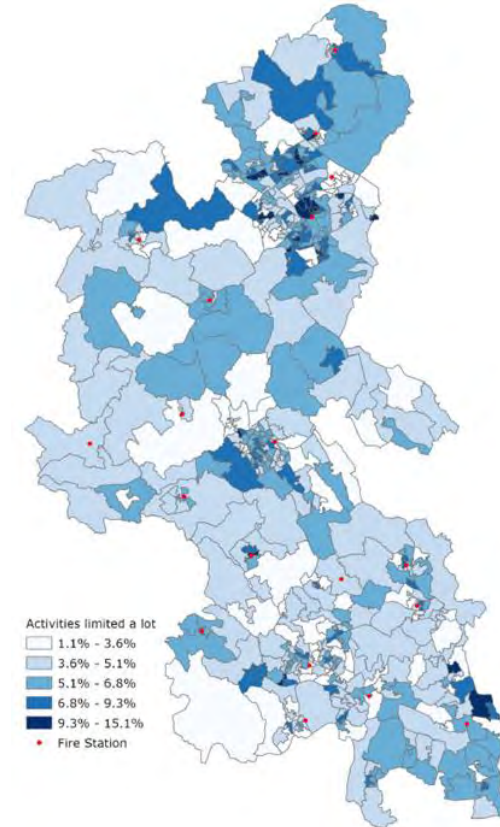 Activities limited a lot
1.1% - 3.6%
3.6% - 5.1%
5.1% - 6.8%
6.8% - 9.3%
9.3% - 15.1%
Fire Station